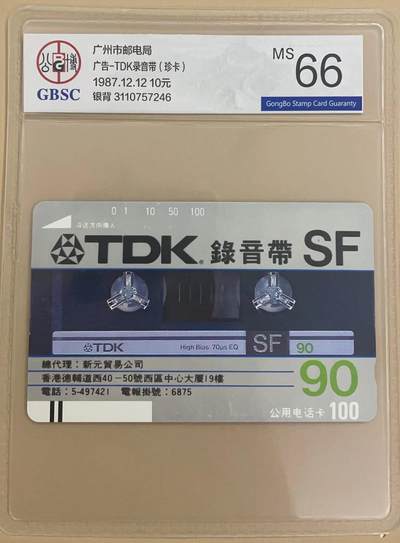 广州市邮电局
广告-TDK录音带(珍卡)
1987.12.12 10元
银背 3110757246
GBSC
MS 66
GongBo Stamp Card Guaranty
0 1 10 50 100
TDK 錄音帶 SF
TDK High Bias 70μs EQ SF 90
總代理：新元貿易公司
香港德輔道西40－50號西區中心大厦19樓
電話：5-497421 電報掛號：6875
90
公用电话卡 100